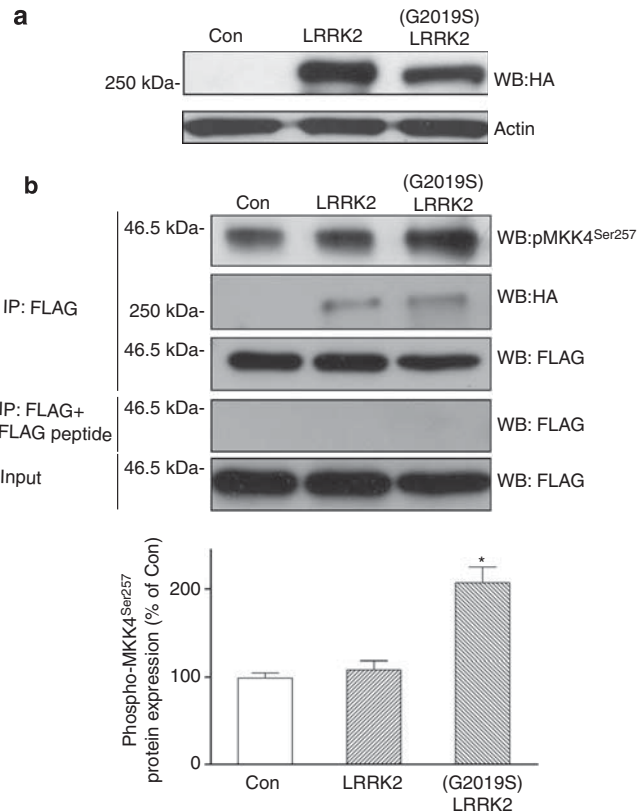 a
Con
LRRK2
(G2019S)
LRRK2
250 kDa-
WB:HA
Actin
b
Con
LRRK2
(G2019S)
LRRK2
IP: FLAG
46.5 kDa-
WB:pMKK4Ser257
250 kDa-
WB:HA
46.5 kDa-
WB: FLAG
IP: FLAG+
FLAG peptide
46.5 kDa-
WB: FLAG
Input
46.5 kDa-
WB: FLAG
Phospho-MKK4Ser257
protein expression (% of Con)
200
100
0
*
Con
LRRK2
(G2019S)
LRRK2